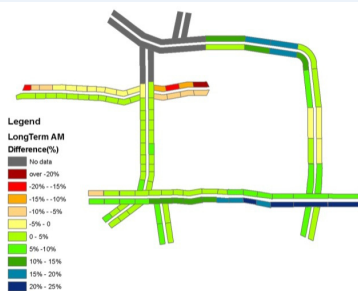 Legend
LongTerm AM
Difference(%)
No data
over -20%
-20% - -15%
-15% - -10%
-10% - -5%
-5% - 0
0 - 5%
5% -10%
10% - 15%
15% - 20%
20% - 25%